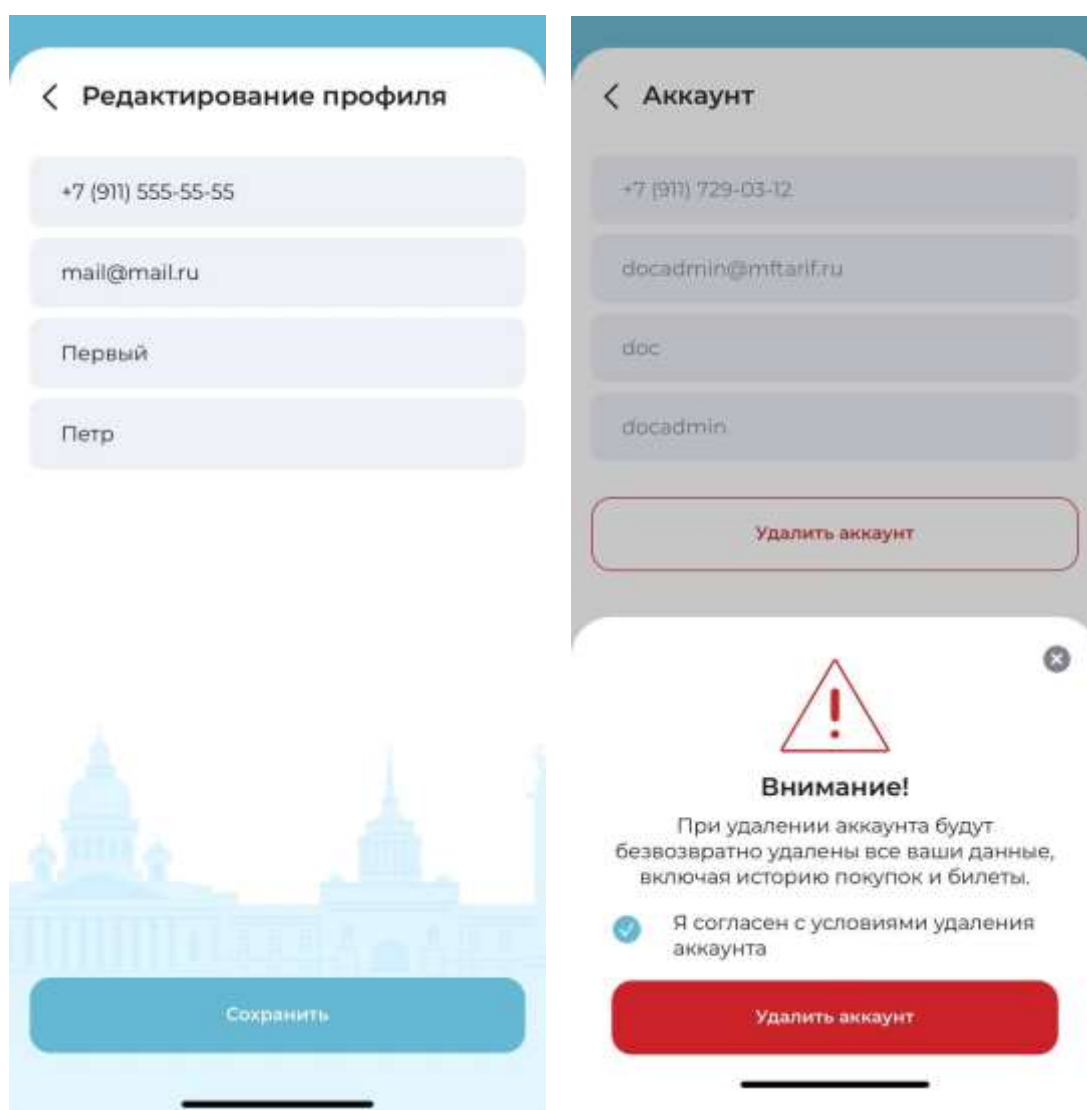 Редактирование профиля
+7 (911) 555-55-55
mail@mail.ru
Первый
Петр
Сохранить
Аккаунт
+7 (911) 729-03-12
docadmin@mftarif.ru
doc
docadmin
Удалить аккаунт
Внимание!
При удалении аккаунта будут
безвозвратно удалены все ваши данные,
включая историю покупок и билеты.
Я согласен с условиями удаления
аккаунта
Удалить аккаунт